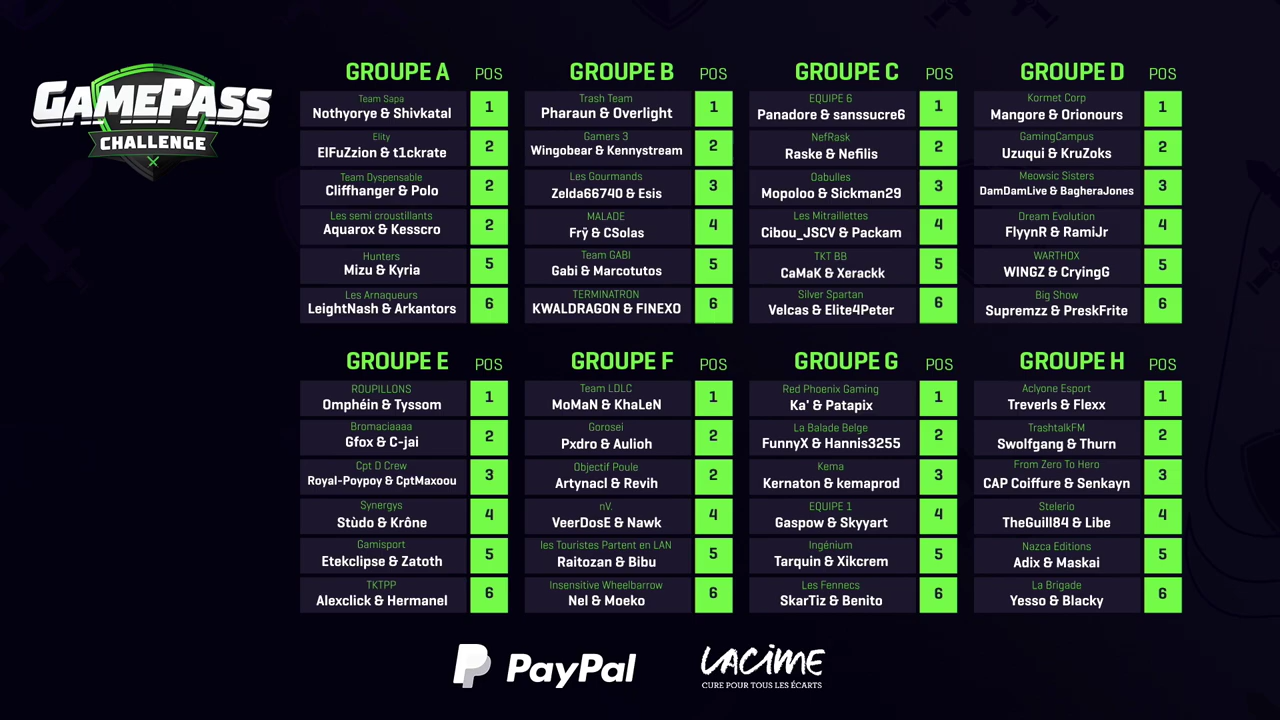 GAMEPASS
CHALLENGE
GROUPE A POS
Team Sapa
Nothyorye & Shivkatal 1
Elity
ElFuZzion & t1ckrate 2
Team Dyspensable
Cliffhanger & Polo 2
Les semi croustillants
Aquarox & Kesscro 2
Hunters
Mizu & Kyria 5
Les Arnaqueurs
LeightNash & Arkantors 6
GROUPE B POS
Trash Team
Pharaun & Overlight 1
Gamers 3
Wingobear & Kennystream 2
Les Gourmands
Zelda66740 & Esis 3
MALADE
Frÿ & CSolas 4
Team GABI
Gabi & Marcotutos 5
TERMINATRON
KWALDRAGON & FINEXO 6
GROUPE C POS
EQUIPE 6
Panadore & sanssucre6 1
NefRask
Raske & Nefilis 2
Oabulles
Mopoloo & Sickman29 3
Les Mitraillettes
Cibou_JSCV & Packam 4
TKT BB
CaMaK & Xerackk 5
Silver Spartan
Velcas & Elite4Peter 6
GROUPE D POS
Kormet Corp
Mangore & Orionours 1
GamingCampus
Uzuqui & KruZoks 2
Meowsic Sisters
DamDamLive & BagheraJones 3
Dream Evolution
FlyynR & RamiJr 4
WARTHOX
WINGZ & CryingG 5
Big Show
Supremzz & PreskFrite 6
GROUPE E POS
ROUPILLONS
Omphéin & Tyssom 1
Bromaciaaaa
Gfox & C-jai 2
Cpt D Crew
Royal-Poypoy & CptMaxoou 3
Synergys
Stùdo & Krône 4
Gamisport
Etekclipse & Zatoth 5
TKTPP
Alexclick & Hermanel 6
GROUPE F POS
Team LDLC
MoMaN & KhaLeN 1
Gorosei
Pxdro & Aulioh 2
Objectif Poule
Artynacl & Revih 2
nV.
VeerDosE & Nawk 4
les Touristes Partent en LAN
Raitozan & Bibu 5
Insensitive Wheelbarrow
Nel & Moeko 6
GROUPE G POS
Red Phoenix Gaming
Ka' & Patapix 1
La Balade Belge
FunnyX & Hannis3255 2
Kema
Kernaton & kemaprod 3
EQUIPE 1
Gaspow & Skyyart 4
Ingénium
Tarquin & Xikcrem 5
Les Fennecs
SkarTiz & Benito 6
GROUPE H POS
Aclyone Esport
Treverls & Flexx 1
TrashtalkFM
Swolfgang & Thurn 2
From Zero To Hero
CAP Coiffure & Senkayn 3
Stelerio
TheGuill84 & Libe 4
Nazca Editions
Adix & Maskai 5
La Brigade
Yesso & Blacky 6
PayPal
LACIME
CURE POUR TOUS LES ÉCARTS